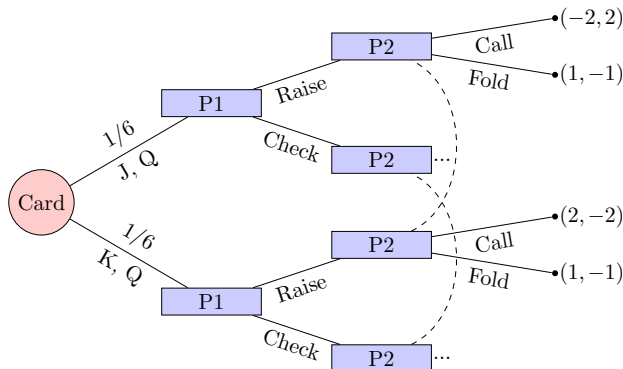 P2
(−2, 2)
Call
(1, −1)
Fold
Raise
P1
1/6
J, Q
Check
P2 ...
Card
1/6
K, Q
P2
(2, −2)
Call
(1, −1)
Fold
Raise
P1
Check
P2 ...